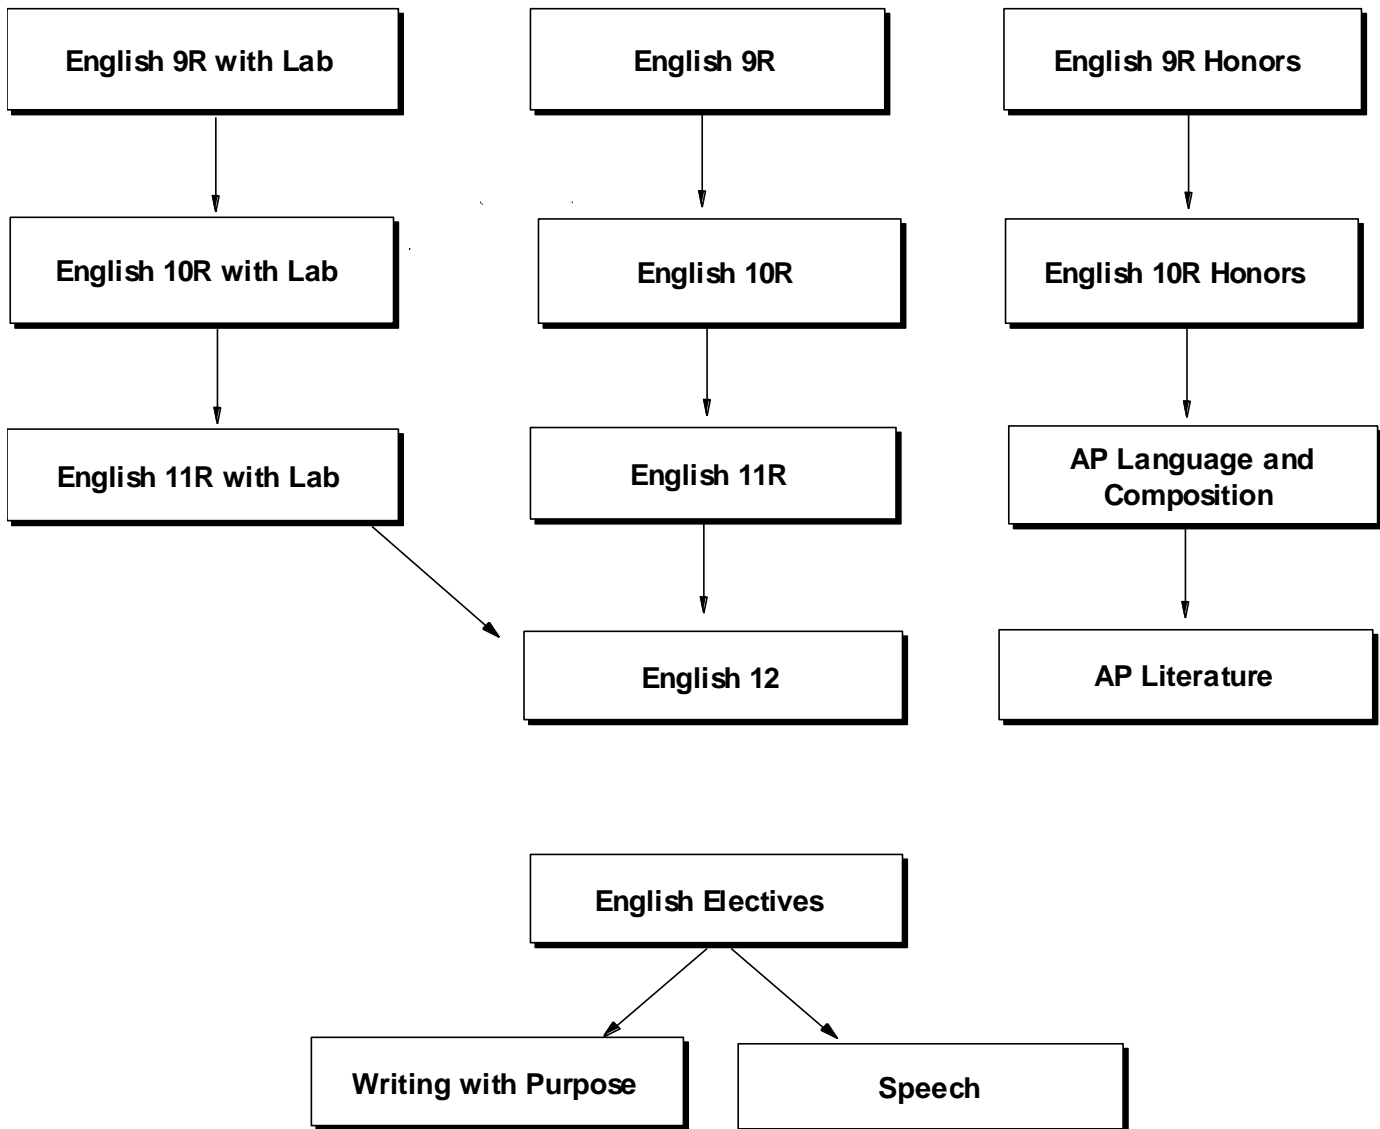 English 9R with Lab
English 9R
English 9R Honors
English 10R with Lab
English 10R
English 10R Honors
English 11R with Lab
English 11R
AP Language and
Composition
English 12
AP Literature
English Electives
Writing with Purpose
Speech